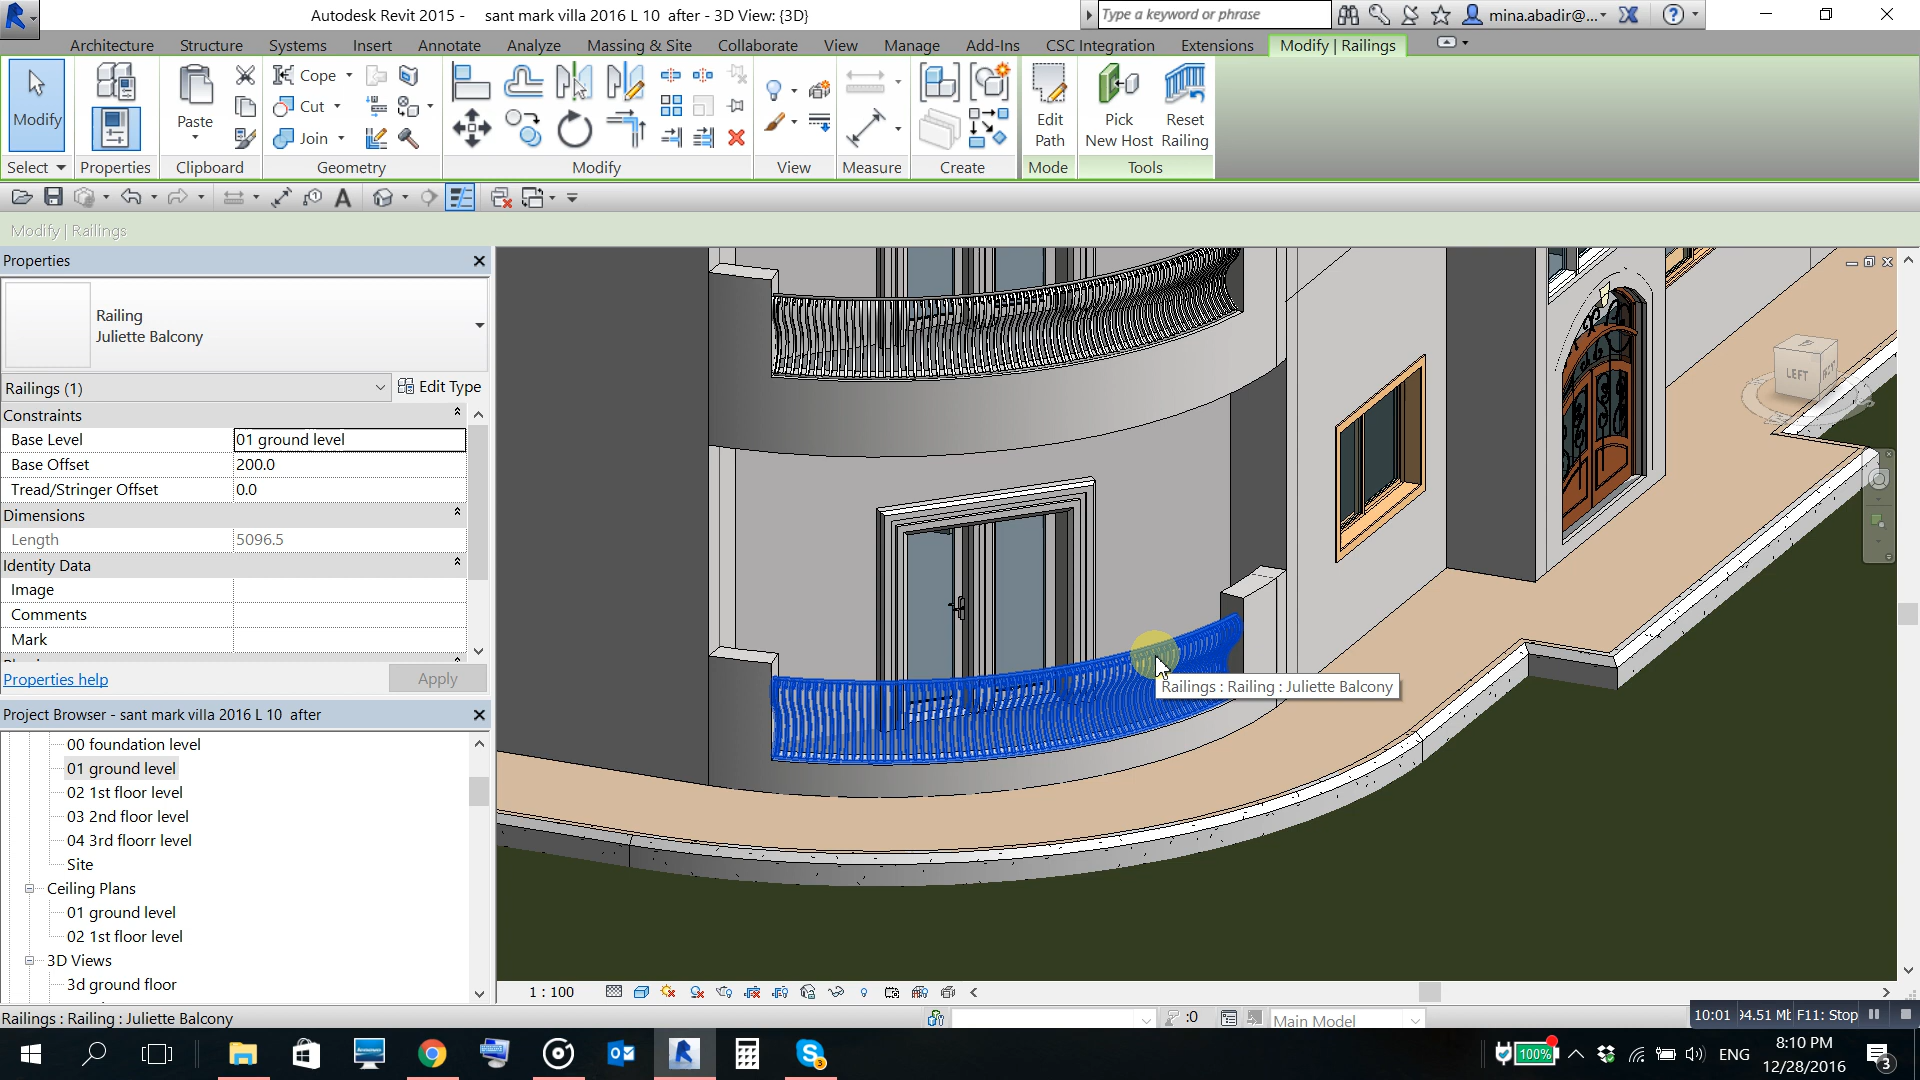 Autodesk Revit 2015 - sant mark villa 2016 L 10 after - 3D View: {3D}
Type a keyword or phrase
mina.abadir@...
Architecture Structure Systems Insert Annotate Analyze Massing & Site Collaborate View Manage Add-Ins CSC Integration Extensions Modify | Railings
Modify
Paste
Cope
Cut
Join
Edit Path
Pick New Host
Reset Railing
Select Properties Clipboard Geometry Modify View Measure Create Mode Tools
Modify | Railings
Properties
Railing
Juliette Balcony
Railings (1)
Edit Type
Constraints
Base Level 01 ground level
Base Offset 200.0
Tread/Stringer Offset 0.0
Dimensions
Length 5096.5
Identity Data
Image
Comments
Mark
Properties help
Apply
Project Browser - sant mark villa 2016 L 10 after
00 foundation level
01 ground level
02 1st floor level
03 2nd floor level
04 3rd floorr level
Site
Ceiling Plans
01 ground level
02 1st floor level
3D Views
3d ground floor
LEFT
Railings : Railing : Juliette Balcony
1 : 100
Railings : Railing : Juliette Balcony
:0
Main Model
10:01
F11: Stop
100%
ENG
8:10 PM
12/28/2016
3